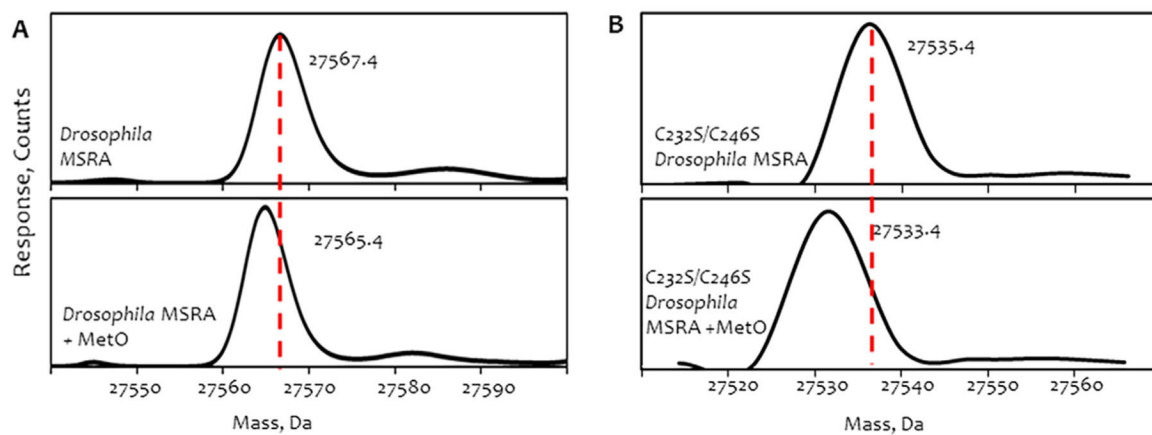 A
Response, Counts
27567.4
Drosophila
MSRA
27565.4
Drosophila MSRA
+ MetO
27550
27560
27570
27580
27590
Mass, Da
B
27535.4
C232S/C246S
Drosophila MSRA
27533.4
C232S/C246S
Drosophila
MSRA +MetO
27520
27530
27540
27550
27560
Mass, Da